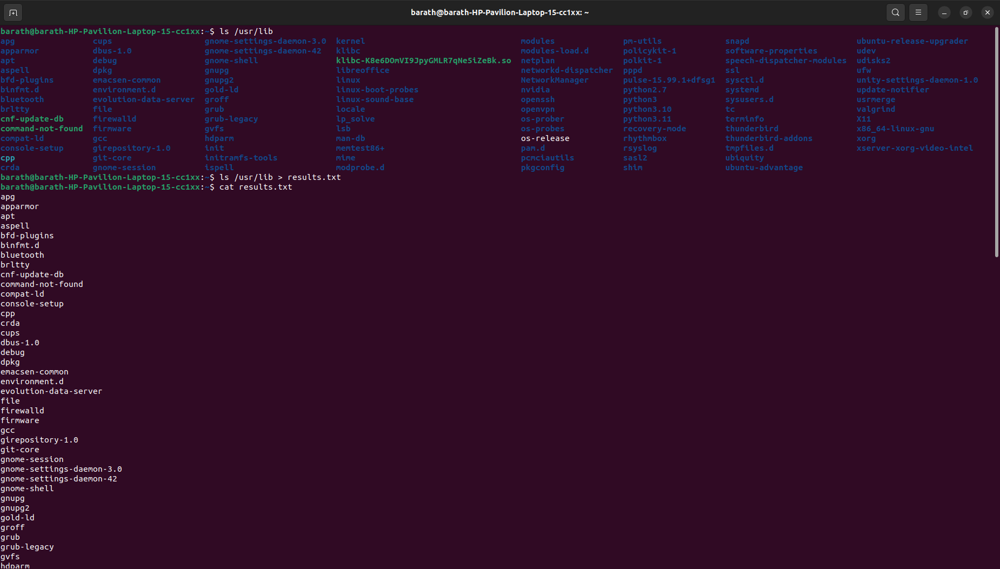 barath@barath-HP-Pavilion-Laptop-15-cc1xx: ~
barath@barath-HP-Pavilion-Laptop-15-cc1xx:~$ ls /usr/lib
apg cups gnome-settings-daemon-3.0 kernel modules pm-utils snapd ubuntu-release-upgrader
apparmor dbus-1.0 gnome-settings-daemon-42 klibc modules-load.d policykit-1 software-properties udev
apt debug gnome-shell klibc-K8e6DOmVI9JpyGMLR7qNe5iZeBk.so netplan polkit-1 speech-dispatcher-modules udisks2
aspell dpkg gnupg libreoffice networkd-dispatcher pppd ssl ufw
bfd-plugins emacsen-common gnupg2 linux NetworkManager pulse-15.99.1+dfsg1 sysctl.d unity-settings-daemon-1.0
binfmt.d environment.d gold-ld linux-boot-probes nvidia python2.7 systemd update-notifier
bluetooth evolution-data-server groff linux-sound-base openssh python3 sysusers.d usrmerge
brltty file grub locale openvpn python3.10 tc valgrind
cnf-update-db firewalld grub-legacy lp_solve os-prober python3.11 terminfo X11
command-not-found firmware gvfs lsb os-probes recovery-mode thunderbird x86_64-linux-gnu
compat-ld gcc hdparm man-db os-release rhythmbox thunderbird-addons xorg
console-setup girepository-1.0 init memtest86+ pam.d rsyslog tmpfiles.d xserver-xorg-video-intel
cpp git-core initramfs-tools mime pcmciautils sasl2 ubiquity
crda gnome-session ispell modprobe.d pkgconfig shim ubuntu-advantage
barath@barath-HP-Pavilion-Laptop-15-cc1xx:~$ ls /usr/lib > results.txt
barath@barath-HP-Pavilion-Laptop-15-cc1xx:~$ cat results.txt
apg
apparmor
apt
aspell
bfd-plugins
binfmt.d
bluetooth
brltty
cnf-update-db
command-not-found
compat-ld
console-setup
cpp
crda
cups
dbus-1.0
debug
dpkg
emacsen-common
environment.d
evolution-data-server
file
firewalld
firmware
gcc
girepository-1.0
git-core
gnome-session
gnome-settings-daemon-3.0
gnome-settings-daemon-42
gnome-shell
gnupg
gnupg2
gold-ld
groff
grub
grub-legacy
gvfs
hdparm